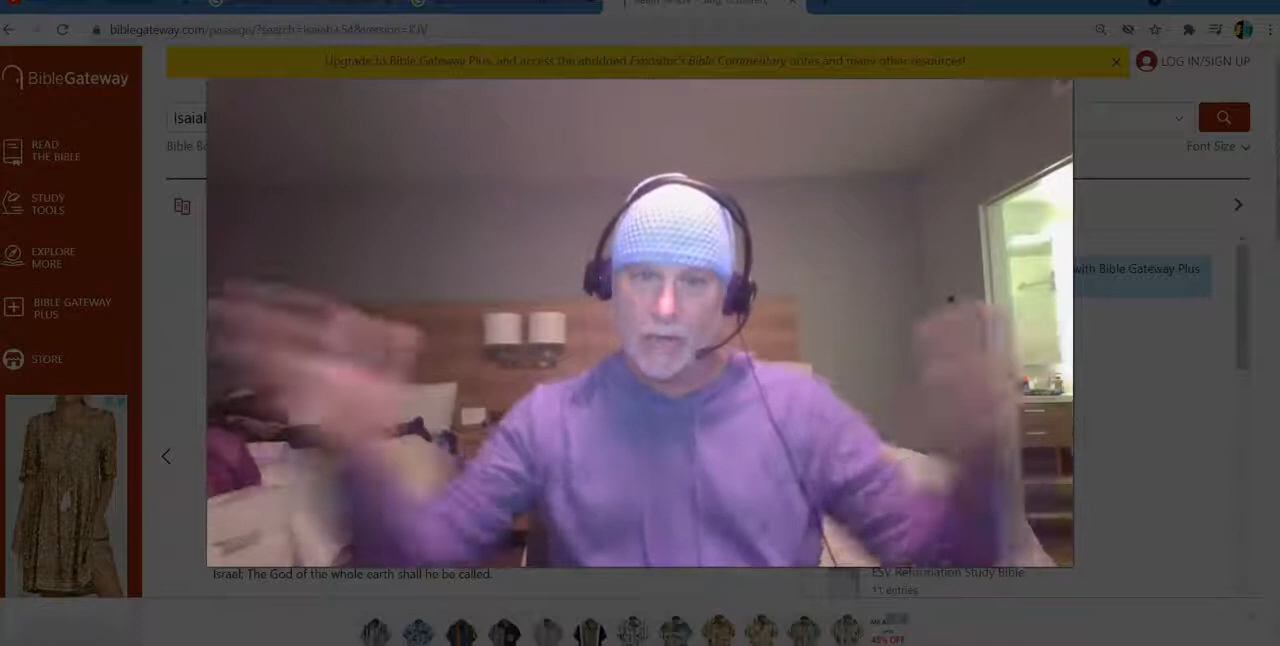 biblegateway.com/passage/?search=Isaiah+54&version=KJV
Upgrade to Bible Gateway Plus, and access the abridged Expositor's Bible Commentary notes and many other resources!
LOG IN/SIGN UP
BibleGateway
Isaiah
Bible Bo
Font Size
READ
THE BIBLE
STUDY
TOOLS
EXPLORE
MORE
BIBLE GATEWAY
PLUS
STORE
with Bible Gateway Plus
Israel; The God of the whole earth shall he be called.
ESV Reformation Study Bible
11 entries
45% OFF